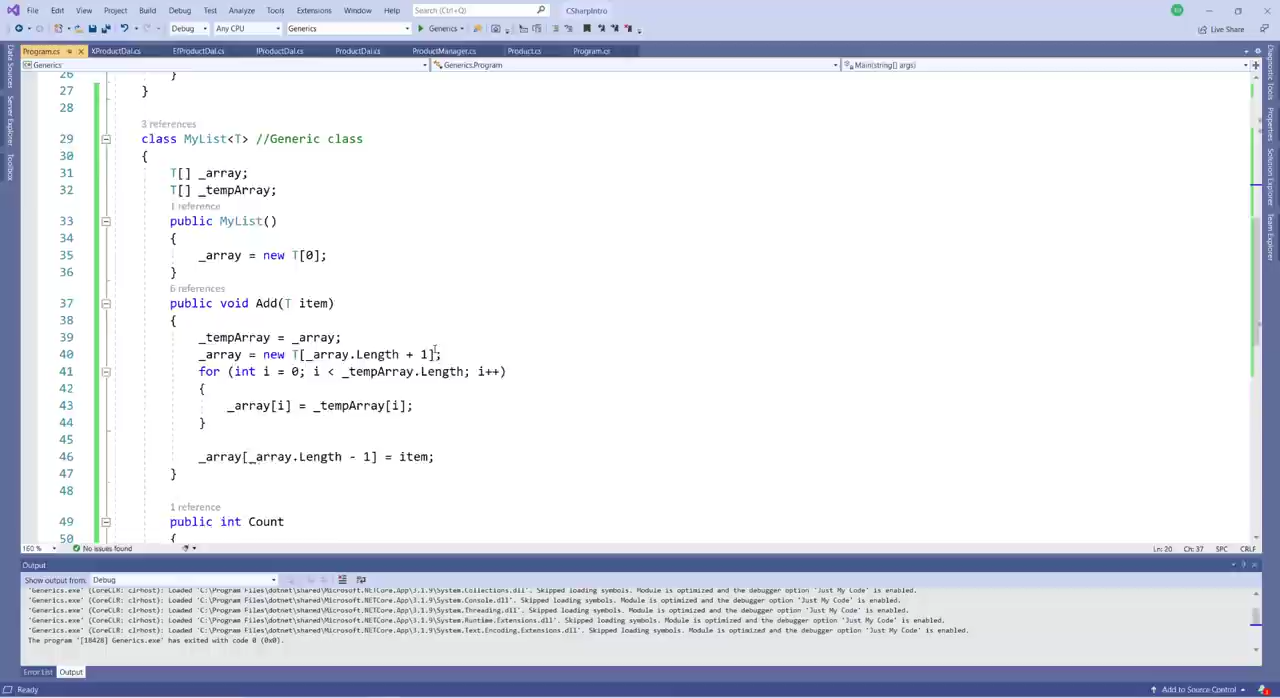 File Edit View Project Build Debug Test Analyze Tools Extensions Window Help Search (Ctrl+Q) CSharpIntro
Debug Any CPU Generics Generics Live Share
Program.cs XProductDal.cs EfProductDal.cs IProductDal.cs ProductDal.cs ProductManager.cs Product.cs Program.cs
Generics Generics.Program Main(string[] args)
Data Sources
Server Explorer
Toolbox
Diagnostic Tools
Properties
Solution Explorer
Team Explorer
26 }
27 }
28
3 references
29 class MyList<T> //Generic class
30 {
31 T[] _array;
32 T[] _tempArray;
1 reference
33 public MyList()
34 {
35 _array = new T[0];
36 }
6 references
37 public void Add(T item)
38 {
39 _tempArray = _array;
40 _array = new T[_array.Length + 1];
41 for (int i = 0; i < _tempArray.Length; i++)
42 {
43 _array[i] = _tempArray[i];
44 }
45
46 _array[_array.Length - 1] = item;
47 }
48
1 reference
49 public int Count
50 {
160 % No issues found Ln: 20 Ch: 37 SPC CRLF
Output
Show output from: Debug
'Generics.exe' (CoreCLR: clrhost): Loaded 'C:\Program Files\dotnet\shared\Microsoft.NETCore.App\3.1.9\System.Collections.dll'. Skipped loading symbols. Module is optimized and the debugger option 'Just My Code' is enabled.
'Generics.exe' (CoreCLR: clrhost): Loaded 'C:\Program Files\dotnet\shared\Microsoft.NETCore.App\3.1.9\System.Console.dll'. Skipped loading symbols. Module is optimized and the debugger option 'Just My Code' is enabled.
'Generics.exe' (CoreCLR: clrhost): Loaded 'C:\Program Files\dotnet\shared\Microsoft.NETCore.App\3.1.9\System.Threading.dll'. Skipped loading symbols. Module is optimized and the debugger option 'Just My Code' is enabled.
'Generics.exe' (CoreCLR: clrhost): Loaded 'C:\Program Files\dotnet\shared\Microsoft.NETCore.App\3.1.9\System.Runtime.Extensions.dll'. Skipped loading symbols. Module is optimized and the debugger option 'Just My Code' is enabled.
'Generics.exe' (CoreCLR: clrhost): Loaded 'C:\Program Files\dotnet\shared\Microsoft.NETCore.App\3.1.9\System.Text.Encoding.Extensions.dll'. Skipped loading symbols. Module is optimized and the debugger option 'Just My Code' is enabled.
The program '[18428] Generics.exe' has exited with code 0 (0x0).
Error List Output
Ready Add to Source Control